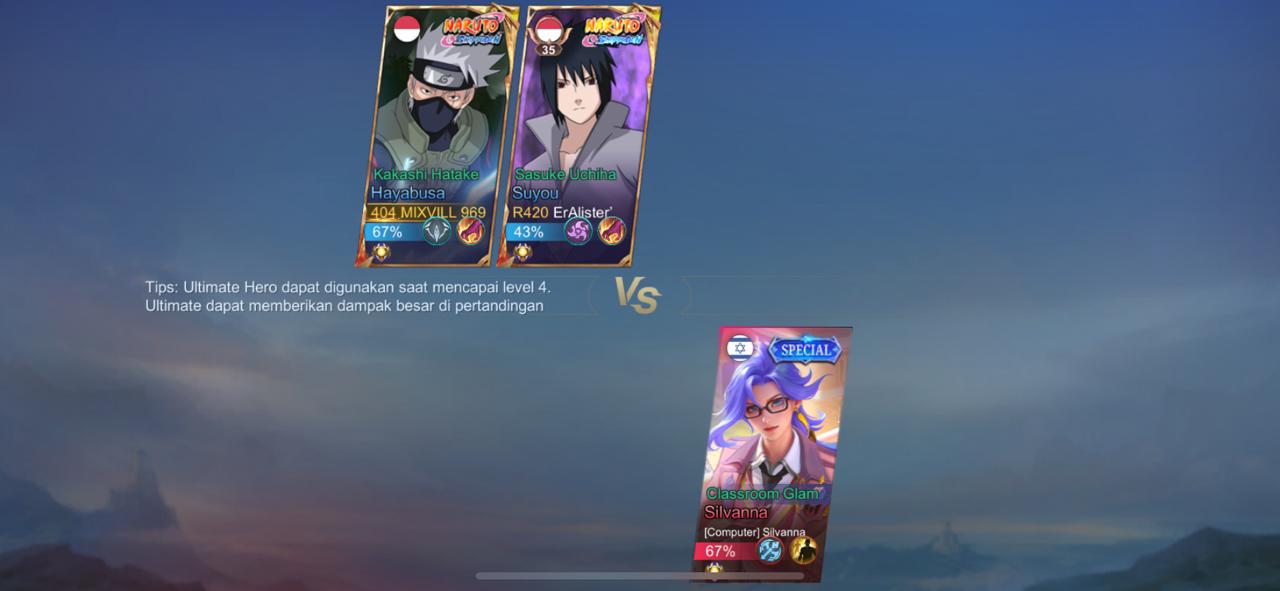 NARUTO
SHIPPUDEN
Kakashi Hatake
Hayabusa
404 MIXVILL 969
67%
NARUTO
SHIPPUDEN
35
Sasuke Uchiha
Suyou
R420 ErAlister'
43%
Tips: Ultimate Hero dapat digunakan saat mencapai level 4.
Ultimate dapat memberikan dampak besar di pertandingan
VS
SPECIAL
Classroom Glam
Silvanna
[Computer] Silvanna
67%